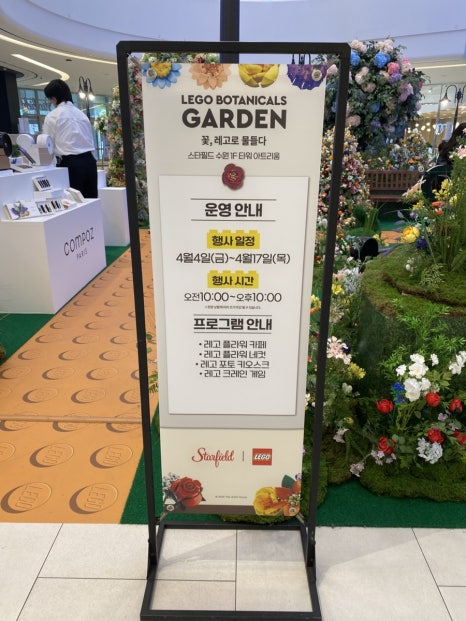 LEGO BOTANICALS
GARDEN
꽃, 레고로 물들다
스타필드 수원 1F 타워 아트리움
운영 안내
행사 일정
4월4일(금)~4월17일(목)
행사 시간
오전10:00~오후10:00
프로그램 안내
• 레고 플라워 카페
• 레고 플라워 네컷
• 레고 포토 키오스크
• 레고 크레인 게임
Starfield | LEGO
compoz
PARIS